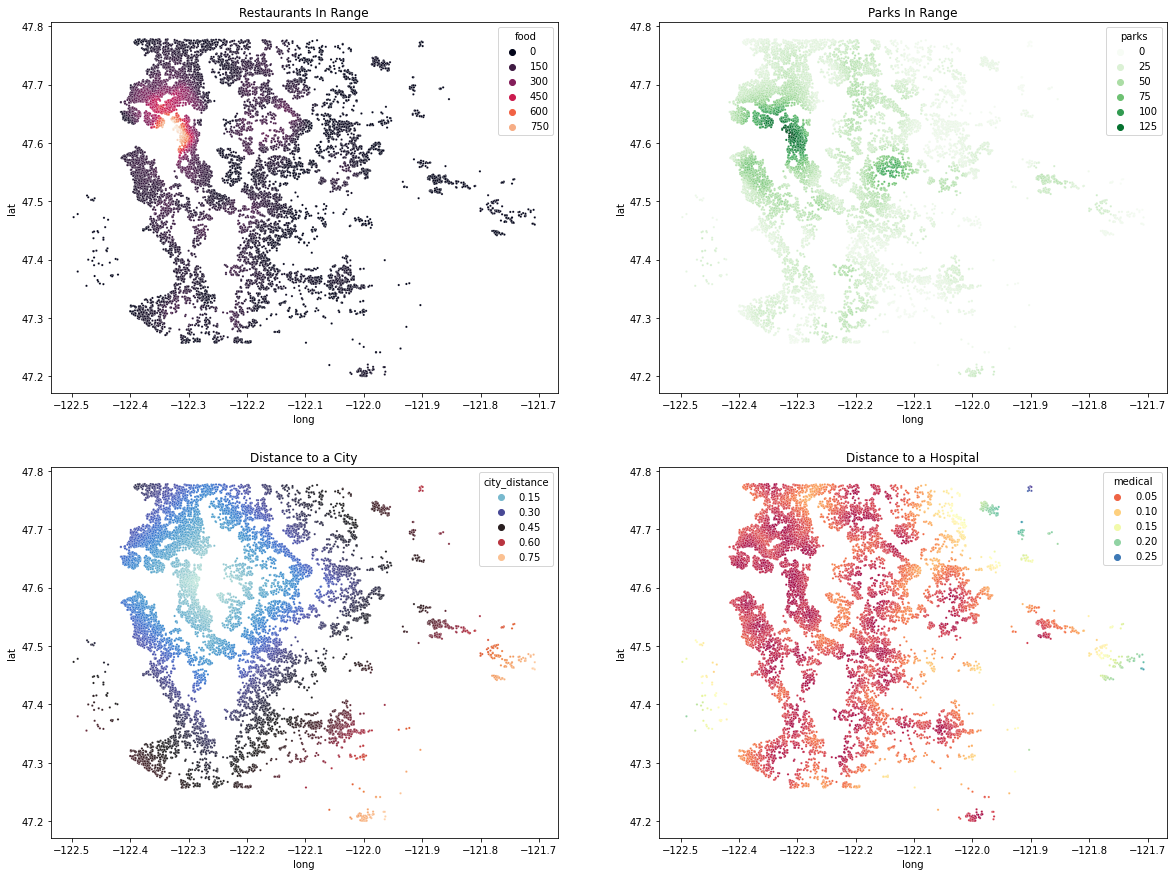 Restaurants In Range
47.8
47.7
47.6
47.5
47.4
47.3
47.2
lat
−122.5 −122.4 −122.3 −122.2 −122.1 −122.0 −121.9 −121.8 −121.7
long
food
0
150
300
450
600
750
Parks In Range
47.8
47.7
47.6
47.5
47.4
47.3
47.2
lat
−122.5 −122.4 −122.3 −122.2 −122.1 −122.0 −121.9 −121.8 −121.7
long
parks
0
25
50
75
100
125
Distance to a City
47.8
47.7
47.6
47.5
47.4
47.3
47.2
lat
−122.5 −122.4 −122.3 −122.2 −122.1 −122.0 −121.9 −121.8 −121.7
long
city_distance
0.15
0.30
0.45
0.60
0.75
Distance to a Hospital
47.8
47.7
47.6
47.5
47.4
47.3
47.2
lat
−122.5 −122.4 −122.3 −122.2 −122.1 −122.0 −121.9 −121.8 −121.7
long
medical
0.05
0.10
0.15
0.20
0.25